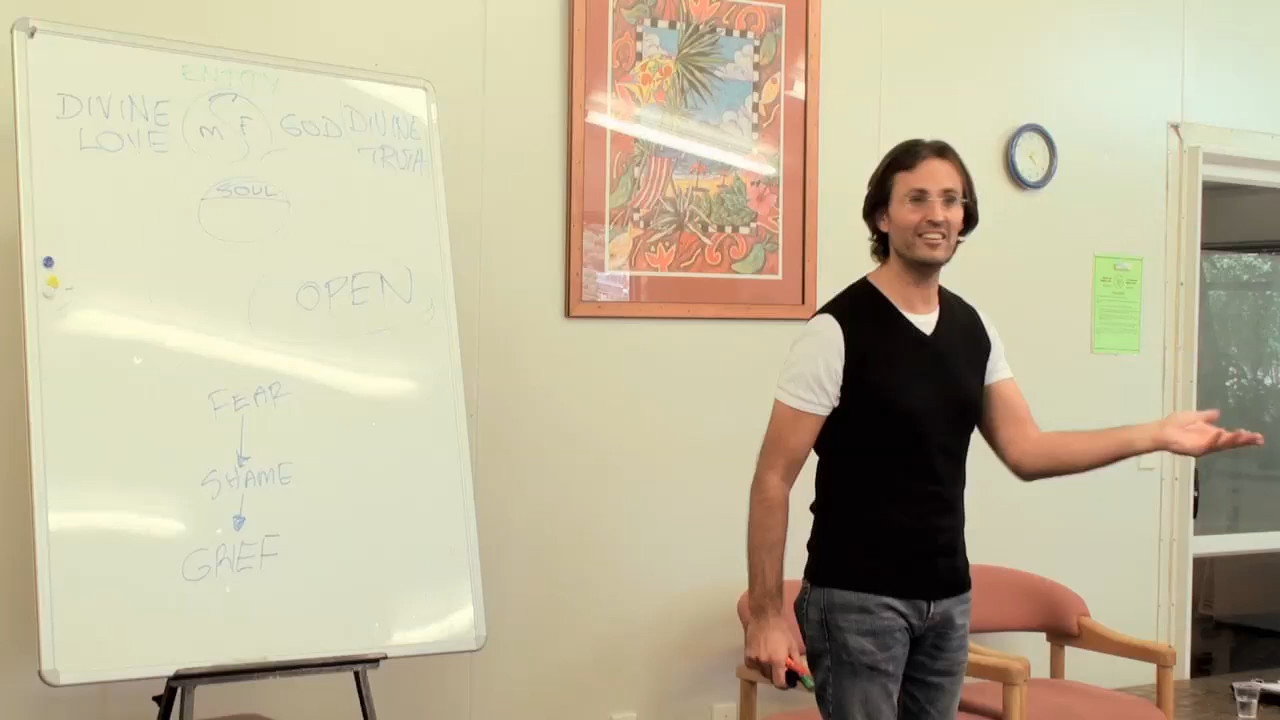 ENTITY
DIVINE
LOVE
M F
GOD
DIVINE
TRUTH
SOUL
OPEN
FEAR
SHAME
GRIEF